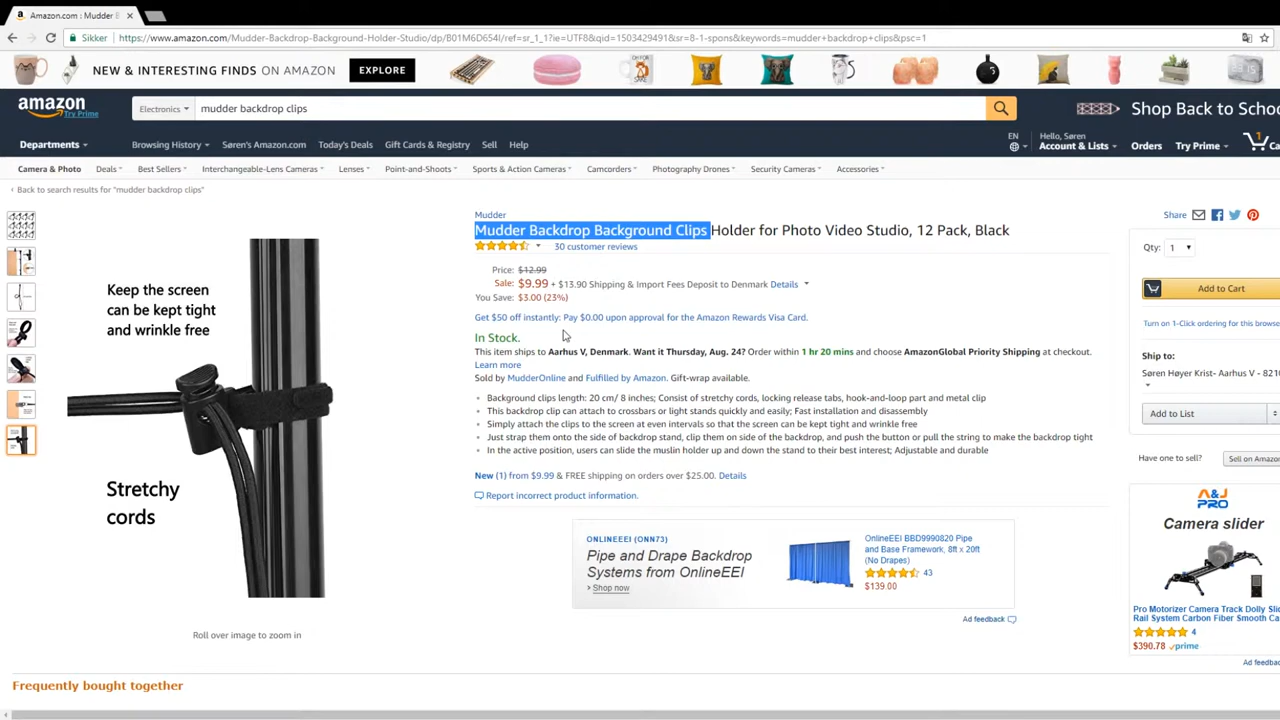 Amazon.com : Mudder B
Sikker https://www.amazon.com/Mudder-Backdrop-Background-Holder-Studio/dp/B01M6D654I/ref=sr_1_1?ie=UTF8&qid=1503429491&sr=8-1-spons&keywords=mudder+backdrop+clips&psc=1
NEW & INTERESTING FINDS ON AMAZON EXPLORE
amazon Try Prime
Electronics mudder backdrop clips
Shop Back to Schoo
Departments Browsing History Søren's Amazon.com Today's Deals Gift Cards & Registry Sell Help
EN Hello, Søren
Account & Lists Orders Try Prime Ca
Camera & Photo Deals Best Sellers Interchangeable-Lens Cameras Lenses Point-and-Shoots Sports & Action Cameras Camcorders Photography Drones Security Cameras Accessories
‹ Back to search results for "mudder backdrop clips"
Keep the screen
can be kept tight
and wrinkle free
Stretchy
cords
Roll over image to zoom in
Mudder
Mudder Backdrop Background Clips Holder for Photo Video Studio, 12 Pack, Black
30 customer reviews
Price: $12.99
Sale: $9.99 + $13.90 Shipping & Import Fees Deposit to Denmark Details
You Save: $3.00 (23%)
Get $50 off instantly: Pay $0.00 upon approval for the Amazon Rewards Visa Card.
In Stock.
This item ships to Aarhus V, Denmark. Want it Thursday, Aug. 24? Order within 1 hr 20 mins and choose AmazonGlobal Priority Shipping at checkout.
Learn more
Sold by MudderOnline and Fulfilled by Amazon. Gift-wrap available.
Background clips length: 20 cm/ 8 inches; Consist of stretchy cords, locking release tabs, hook-and-loop part and metal clip
This backdrop clip can attach to crossbars or light stands quickly and easily; Fast installation and disassembly
Simply attach the clips to the screen at even intervals so that the screen can be kept tight and wrinkle free
Just strap them onto the side of backdrop stand, clip them on side of the backdrop, and push the button or pull the string to make the backdrop tight
In the active position, users can slide the muslin holder up and down the stand to their best interest; Adjustable and durable
New (1) from $9.99 & FREE shipping on orders over $25.00. Details
Report incorrect product information.
ONLINEEEI (ONN73)
Pipe and Drape Backdrop
Systems from OnlineEEI
› Shop now
OnlineEEI BBD9990820 Pipe
and Base Framework, 8ft x 20ft
(No Drapes)
43
$139.00
Ad feedback
Share
Qty: 1
Add to Cart
Turn on 1-Click ordering for this browse
Ship to:
Søren Høyer Krist- Aarhus V - 8210
Add to List
Have one to sell? Sell on Amazon
A&J
PRO
Camera slider
Pro Motorizer Camera Track Dolly Slid
Rail System Carbon Fiber Smooth Ca
4
$390.78 prime
Ad feedba
Frequently bought together